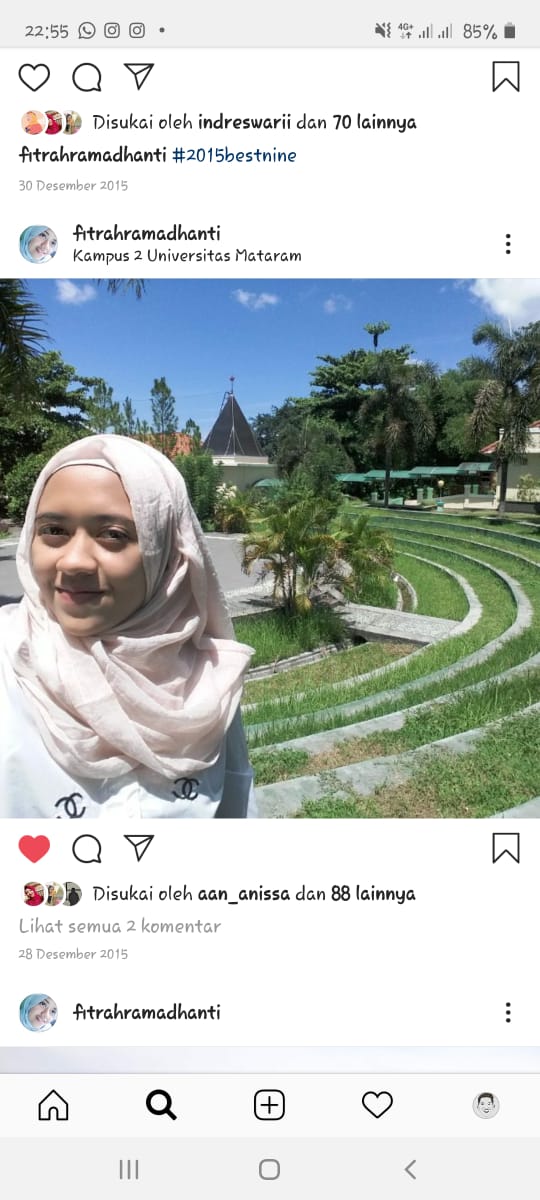 22:55
4G+
85%
Disukai oleh indreswarii dan 70 lainnya
fitrahramadhanti #2015bestnine
30 Desember 2015
fitrahramadhanti
Kampus 2 Universitas Mataram
Disukai oleh aan_anissa dan 88 lainnya
Lihat semua 2 komentar
28 Desember 2015
fitrahramadhanti